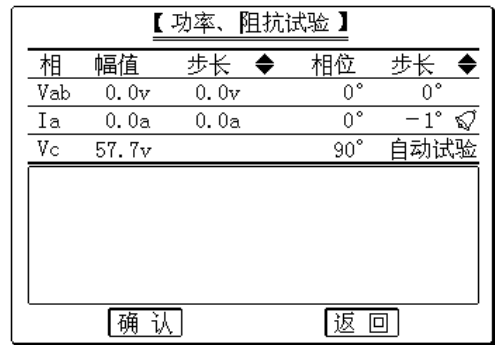 【功率、阻抗试验】
相 幅值 步长 ◆ 相位 步长 ◆
Vab 0.0v 0.0v 0° 0°
Ia 0.0a 0.0a 0° －1°
Vc 57.7v 90° 自动试验
确认 返回